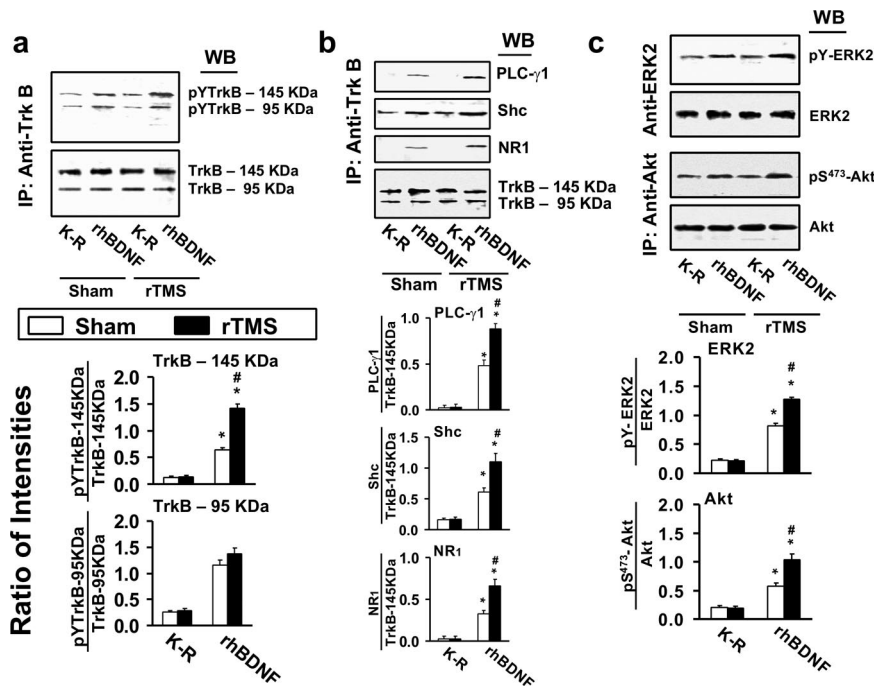 a
WB
IP: Anti-Trk B
pYTrkB – 145 KDa
pYTrkB – 95 KDa
TrkB – 145 KDa
TrkB – 95 KDa
K-R
rhBDNF
K-R
rhBDNF
Sham
rTMS
Sham
rTMS
Ratio of Intensities
TrkB – 145 KDa
pYTrkB-145KDa
TrkB-145KDa
2.0
1.5
1.0
0.5
0.0
*
#
*
TrkB – 95 KDa
pYTrkB-95KDa
TrkB-95KDa
2.0
1.5
1.0
0.5
0.0
K-R
rhBDNF
b
WB
IP: Anti-Trk B
PLC-γ1
Shc
NR1
TrkB – 145 KDa
TrkB – 95 KDa
K-R
rhBDNF
K-R
rhBDNF
Sham
rTMS
PLC-γ1
PLC-γ1
TrkB-145KDa
1.0
0.5
0.0
*
#
*
Shc
Shc
TrkB-145KDa
1.5
1.0
0.5
0.0
*
#
*
NR1
NR1
TrkB-145KDa
1.0
0.5
0.0
*
#
*
K-R
rhBDNF
c
WB
Anti-ERK2
pY-ERK2
ERK2
IP: Anti-Akt
pS473-Akt
Akt
K-R
rhBDNF
K-R
rhBDNF
Sham
rTMS
ERK2
pY- ERK2
ERK2
2.0
1.5
1.0
0.5
0.0
*
#
*
Akt
pS473- Akt
Akt
2.0
1.5
1.0
0.5
0.0
*
#
*
K-R
rhBDNF